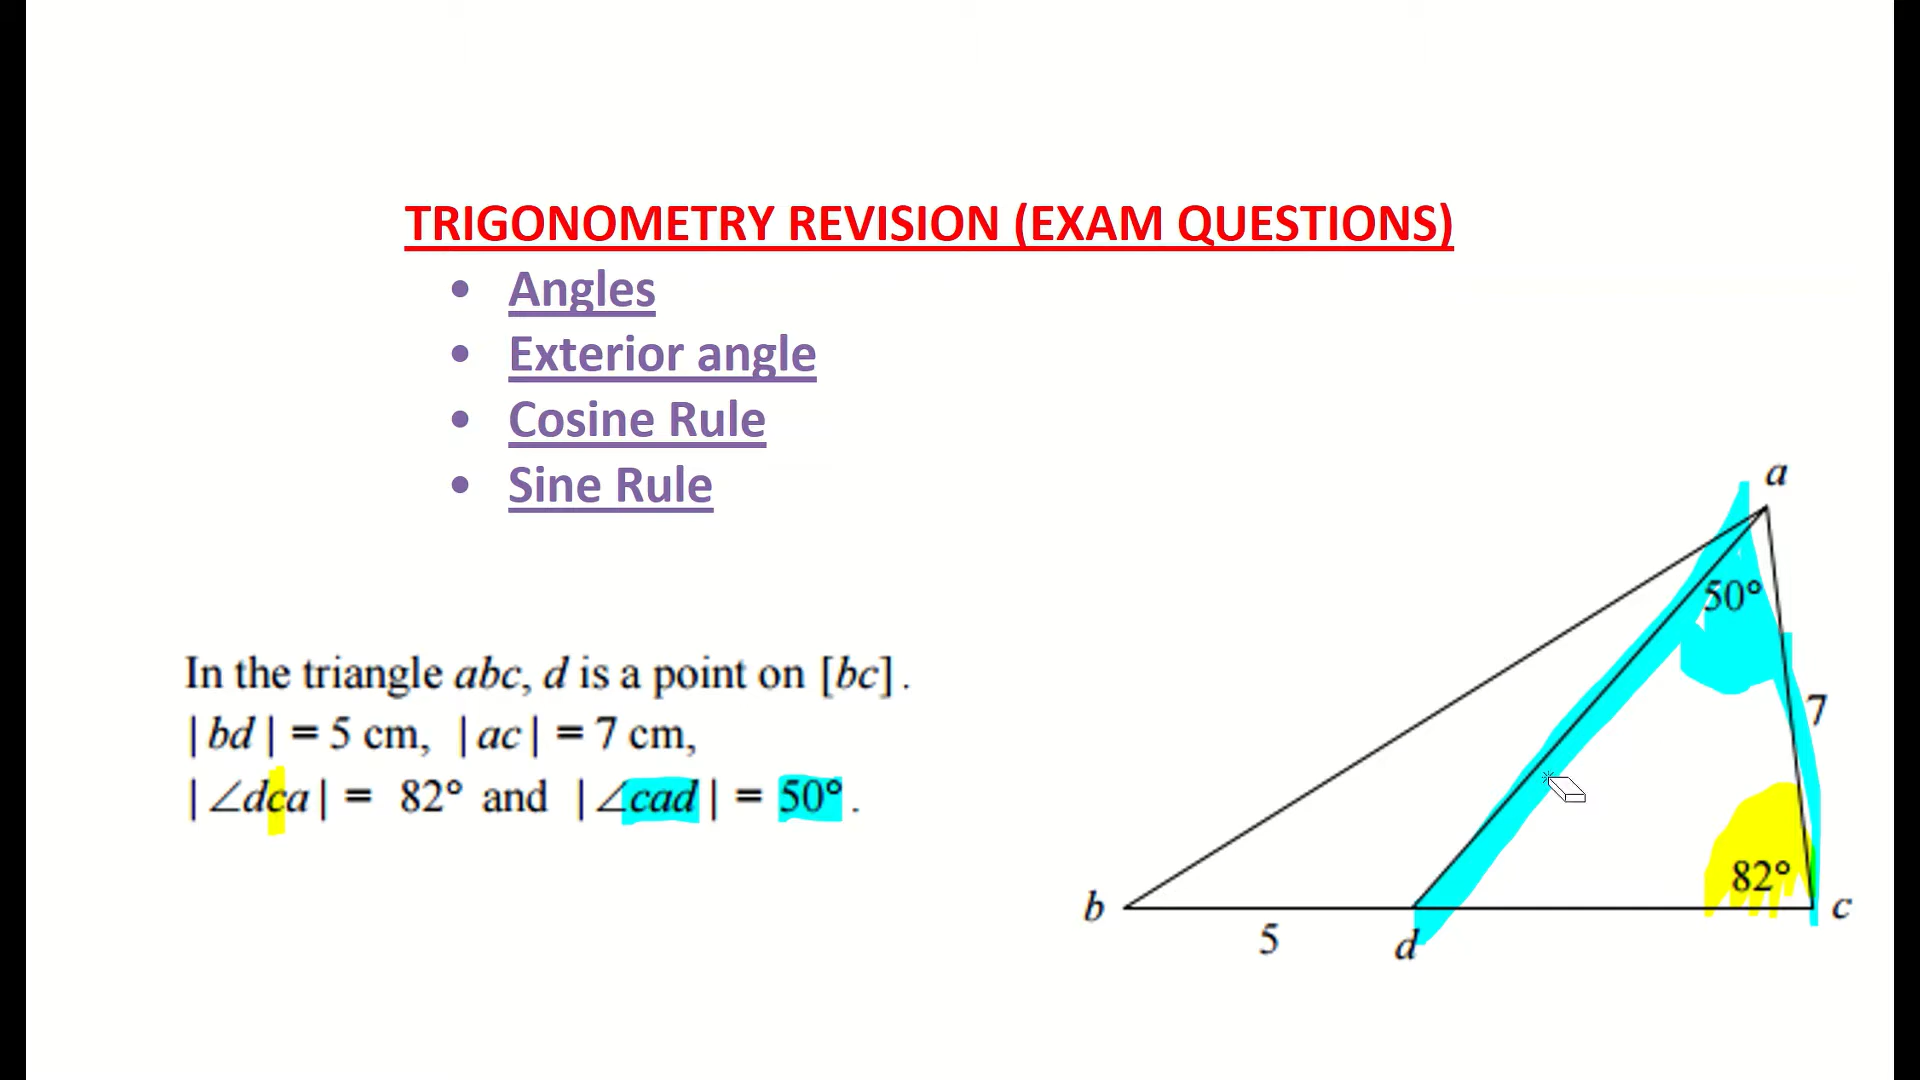 TRIGONOMETRY REVISION (EXAM QUESTIONS)
• Angles
• Exterior angle
• Cosine Rule
• Sine Rule
In the triangle abc, d is a point on [bc].
|bd| = 5 cm, |ac| = 7 cm,
|∠dca| = 82° and |∠cad| = 50°.
a
50°
7
82°
b
c
5
d